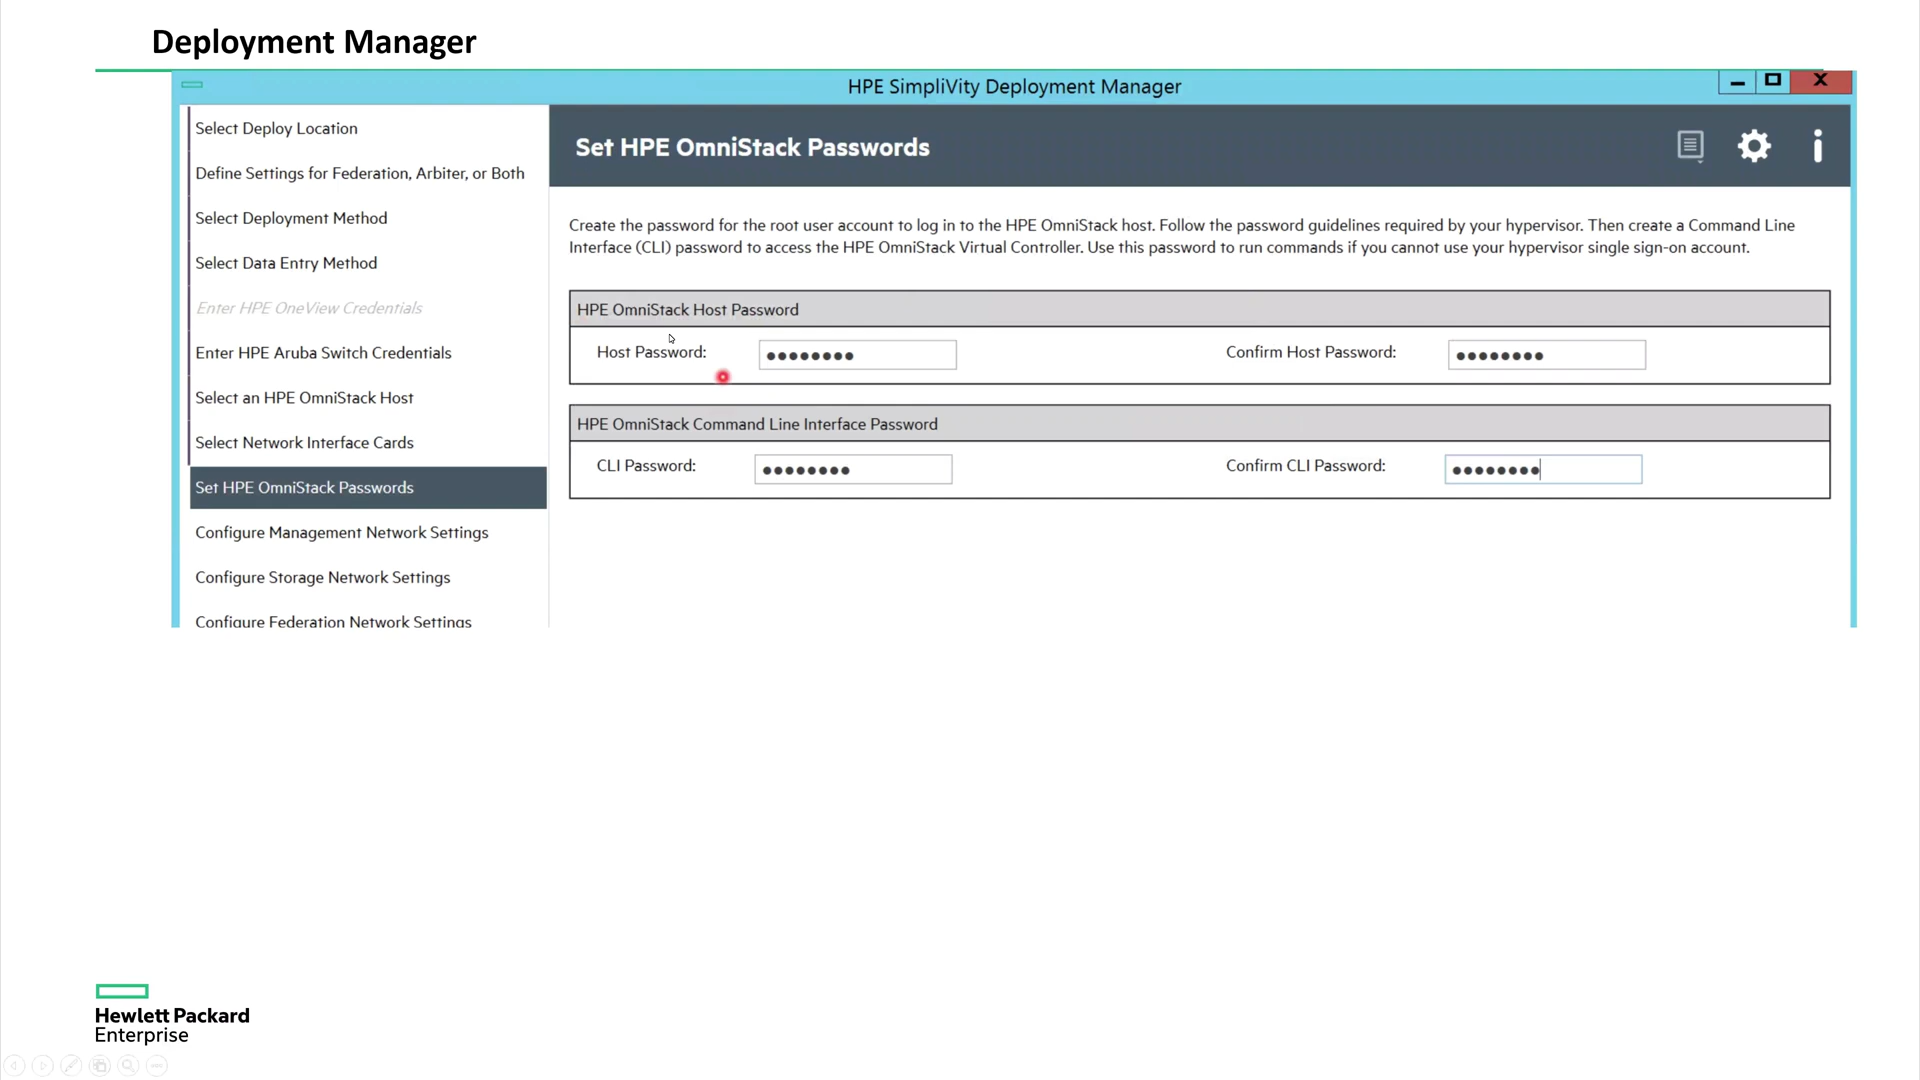 Deployment Manager
HPE SimpliVity Deployment Manager
Select Deploy Location
Define Settings for Federation, Arbiter, or Both
Select Deployment Method
Select Data Entry Method
Enter HPE OneView Credentials
Enter HPE Aruba Switch Credentials
Select an HPE OmniStack Host
Select Network Interface Cards
Set HPE OmniStack Passwords
Configure Management Network Settings
Configure Storage Network Settings
Configure Federation Network Settings
Set HPE OmniStack Passwords
Create the password for the root user account to log in to the HPE OmniStack host. Follow the password guidelines required by your hypervisor. Then create a Command Line
Interface (CLI) password to access the HPE OmniStack Virtual Controller. Use this password to run commands if you cannot use your hypervisor single sign-on account.
HPE OmniStack Host Password
Host Password: ●●●●●●●● Confirm Host Password: ●●●●●●●●
HPE OmniStack Command Line Interface Password
CLI Password: ●●●●●●●● Confirm CLI Password: ●●●●●●●●
Hewlett Packard
Enterprise